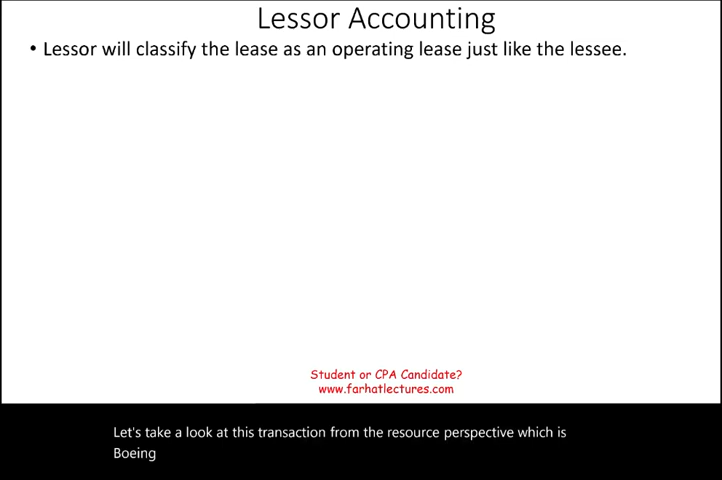 Lessor Accounting
• Lessor will classify the lease as an operating lease just like the lessee.
Student or CPA Candidate?
www.farhatlectures.com
Let's take a look at this transaction from the resource perspective which is
Boeing